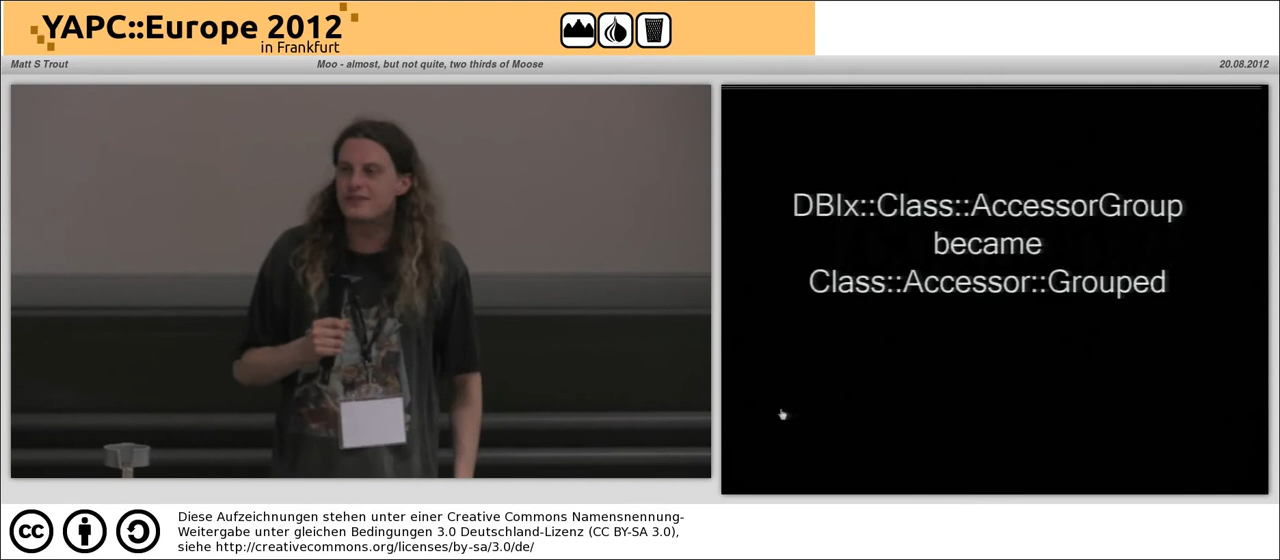 YAPC::Europe 2012
in Frankfurt
Matt S Trout Moo - almost, but not quite, two thirds of Moose 20.08.2012
DBIx::Class::AccessorGroup
became
Class::Accessor::Grouped
cc
Diese Aufzeichnungen stehen unter einer Creative Commons Namensnennung-
Weitergabe unter gleichen Bedingungen 3.0 Deutschland-Lizenz (CC BY-SA 3.0),
siehe http://creativecommons.org/licenses/by-sa/3.0/de/